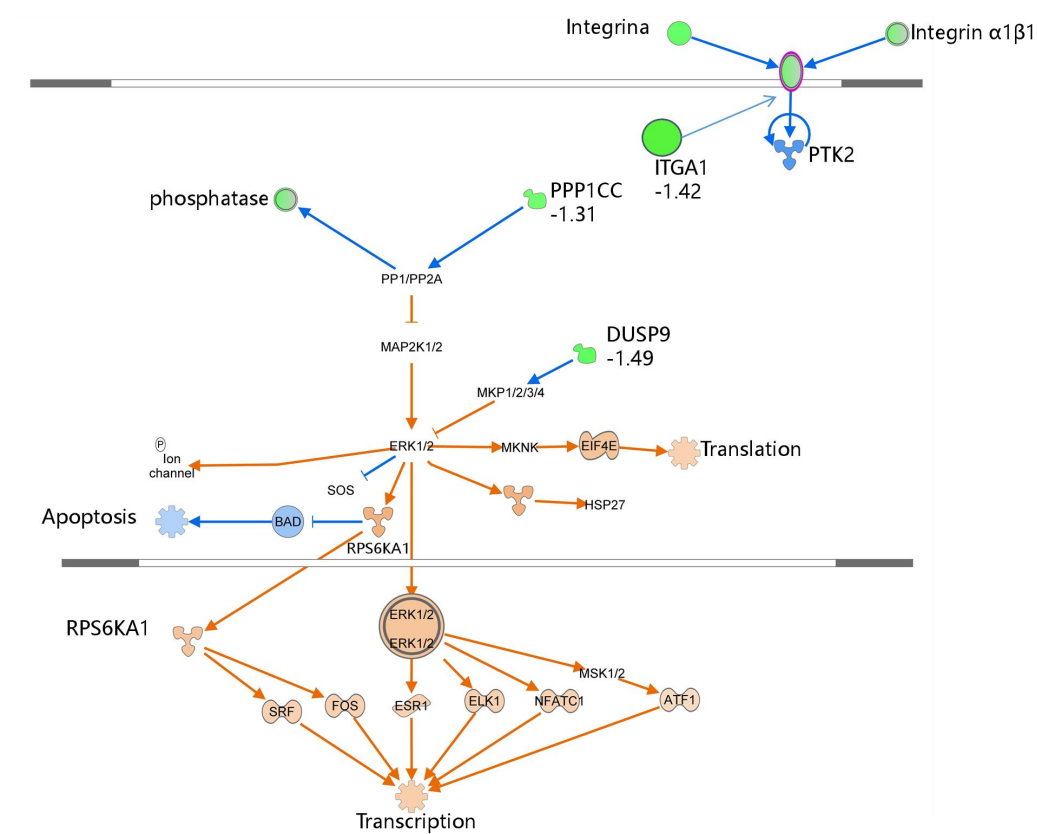 Integrina
Integrin α1β1
ITGA1
-1.42
PTK2
phosphatase
PPP1CC
-1.31
PP1/PP2A
MAP2K1/2
DUSP9
-1.49
MKP1/2/3/4
P
Ion
channel
ERK1/2
MKNK
EIF4E
Translation
SOS
HSP27
Apoptosis
BAD
RPS6KA1
RPS6KA1
ERK1/2
ERK1/2
MSK1/2
SRF
FOS
ESR1
ELK1
NFATC1
ATF1
Transcription